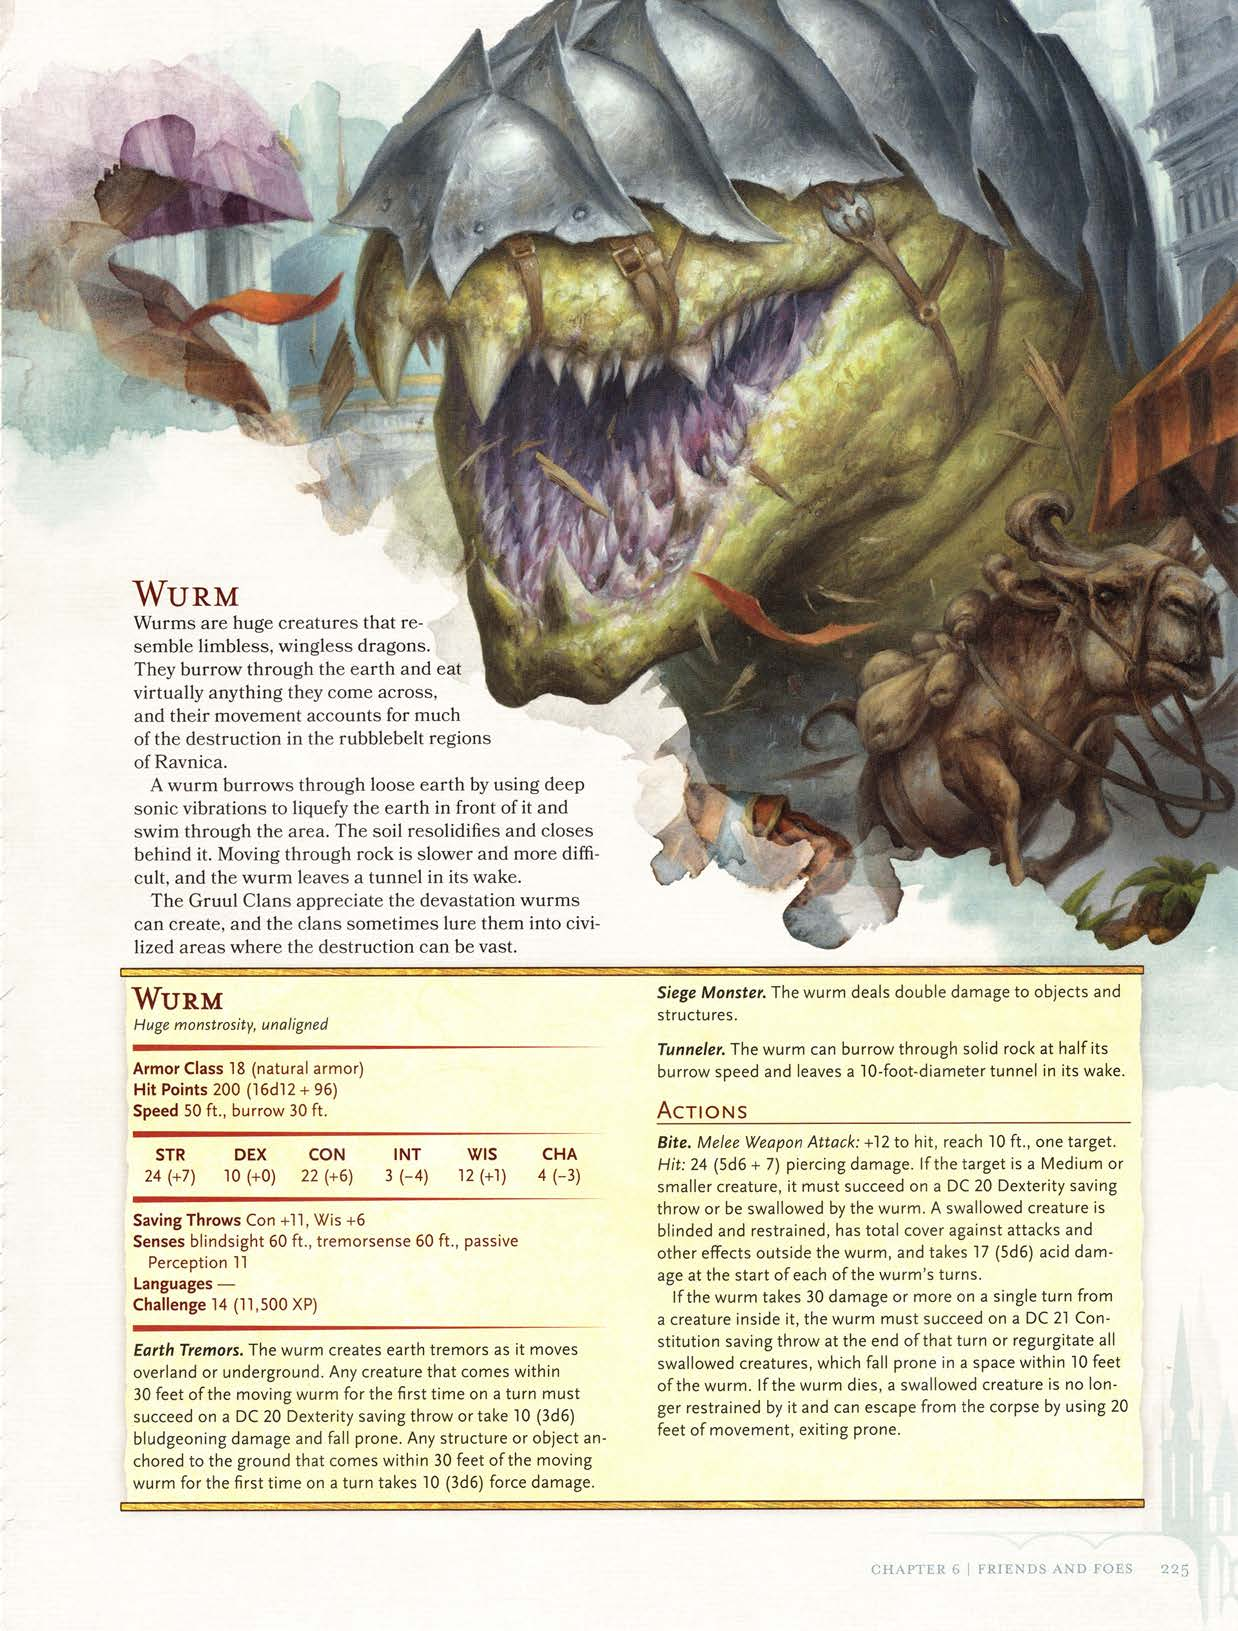 WURM
Wurms are huge creatures that re-
semble limbless, wingless dragons.
They burrow through the earth and eat
virtually anything they come across,
and their movement accounts for much
of the destruction in the rubblebelt regions
of Ravnica.
A wurm burrows through loose earth by using deep
sonic vibrations to liquefy the earth in front of it and
swim through the area. The soil resolidifies and closes
behind it. Moving through rock is slower and more diffi-
cult, and the wurm leaves a tunnel in its wake.
The Gruul Clans appreciate the devastation wurms
can create, and the clans sometimes lure them into civi-
lized areas where the destruction can be vast.
WURM
Huge monstrosity, unaligned
Armor Class 18 (natural armor)
Hit Points 200 (16d12 + 96)
Speed 50 ft., burrow 30 ft.
STR DEX CON INT WIS CHA
24 (+7) 10 (+0) 22 (+6) 3 (−4) 12 (+1) 4 (−3)
Saving Throws Con +11, Wis +6
Senses blindsight 60 ft., tremorsense 60 ft., passive
Perception 11
Languages —
Challenge 14 (11,500 XP)
Earth Tremors. The wurm creates earth tremors as it moves
overland or underground. Any creature that comes within
30 feet of the moving wurm for the first time on a turn must
succeed on a DC 20 Dexterity saving throw or take 10 (3d6)
bludgeoning damage and fall prone. Any structure or object an-
chored to the ground that comes within 30 feet of the moving
wurm for the first time on a turn takes 10 (3d6) force damage.
Siege Monster. The wurm deals double damage to objects and
structures.
Tunneler. The wurm can burrow through solid rock at half its
burrow speed and leaves a 10-foot-diameter tunnel in its wake.
ACTIONS
Bite. Melee Weapon Attack: +12 to hit, reach 10 ft., one target.
Hit: 24 (5d6 + 7) piercing damage. If the target is a Medium or
smaller creature, it must succeed on a DC 20 Dexterity saving
throw or be swallowed by the wurm. A swallowed creature is
blinded and restrained, has total cover against attacks and
other effects outside the wurm, and takes 17 (5d6) acid dam-
age at the start of each of the wurm's turns.
If the wurm takes 30 damage or more on a single turn from
a creature inside it, the wurm must succeed on a DC 21 Con-
stitution saving throw at the end of that turn or regurgitate all
swallowed creatures, which fall prone in a space within 10 feet
of the wurm. If the wurm dies, a swallowed creature is no lon-
ger restrained by it and can escape from the corpse by using 20
feet of movement, exiting prone.
CHAPTER 6 | FRIENDS AND FOES 225